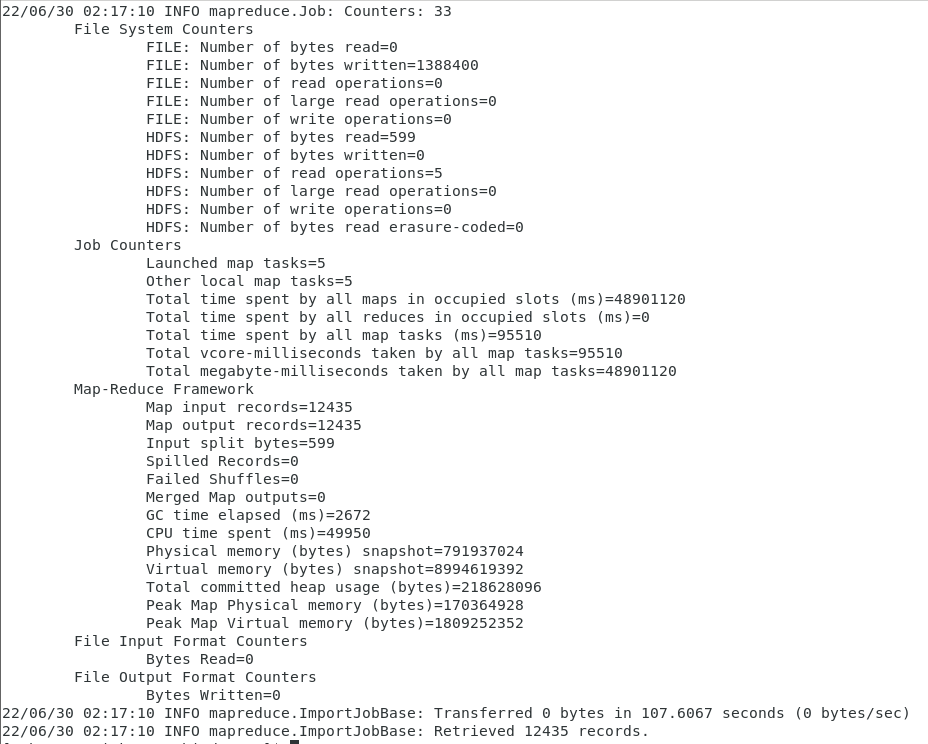 22/06/30 02:17:10 INFO mapreduce.Job: Counters: 33
File System Counters
FILE: Number of bytes read=0
FILE: Number of bytes written=1388400
FILE: Number of read operations=0
FILE: Number of large read operations=0
FILE: Number of write operations=0
HDFS: Number of bytes read=599
HDFS: Number of bytes written=0
HDFS: Number of read operations=5
HDFS: Number of large read operations=0
HDFS: Number of write operations=0
HDFS: Number of bytes read erasure-coded=0
Job Counters
Launched map tasks=5
Other local map tasks=5
Total time spent by all maps in occupied slots (ms)=48901120
Total time spent by all reduces in occupied slots (ms)=0
Total time spent by all map tasks (ms)=95510
Total vcore-milliseconds taken by all map tasks=95510
Total megabyte-milliseconds taken by all map tasks=48901120
Map-Reduce Framework
Map input records=12435
Map output records=12435
Input split bytes=599
Spilled Records=0
Failed Shuffles=0
Merged Map outputs=0
GC time elapsed (ms)=2672
CPU time spent (ms)=49950
Physical memory (bytes) snapshot=791937024
Virtual memory (bytes) snapshot=8994619392
Total committed heap usage (bytes)=218628096
Peak Map Physical memory (bytes)=170364928
Peak Map Virtual memory (bytes)=1809252352
File Input Format Counters
Bytes Read=0
File Output Format Counters
Bytes Written=0
22/06/30 02:17:10 INFO mapreduce.ImportJobBase: Transferred 0 bytes in 107.6067 seconds (0 bytes/sec)
22/06/30 02:17:10 INFO mapreduce.ImportJobBase: Retrieved 12435 records.